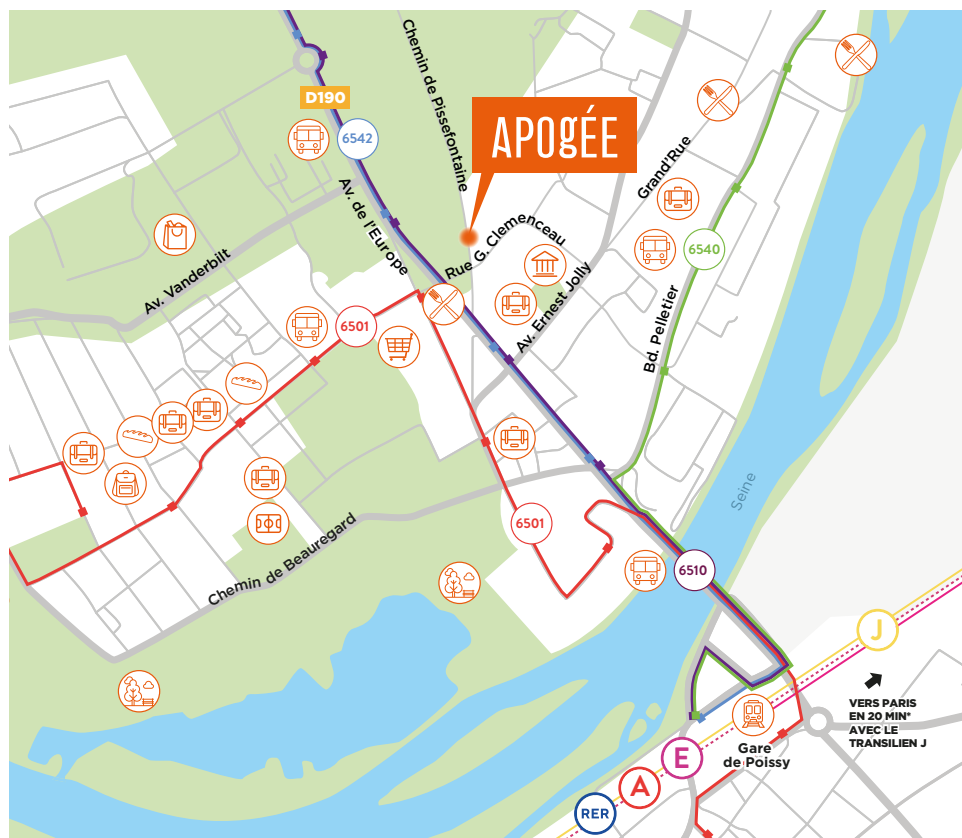 Chemin de Pissefontaine
D190
6542
APOGÉE
Grand'Rue
Av. de l'Europe
Rue G. Clemenceau
6540
Av. Vanderbilt
Av. Ernest Jolly
6501
Bd. Pelletier
Seine
6501
Chemin de Beauregard
6510
J
VERS PARIS
EN 20 MIN*
AVEC LE
TRANSILIEN J
Gare
de Poissy
E
A
RER